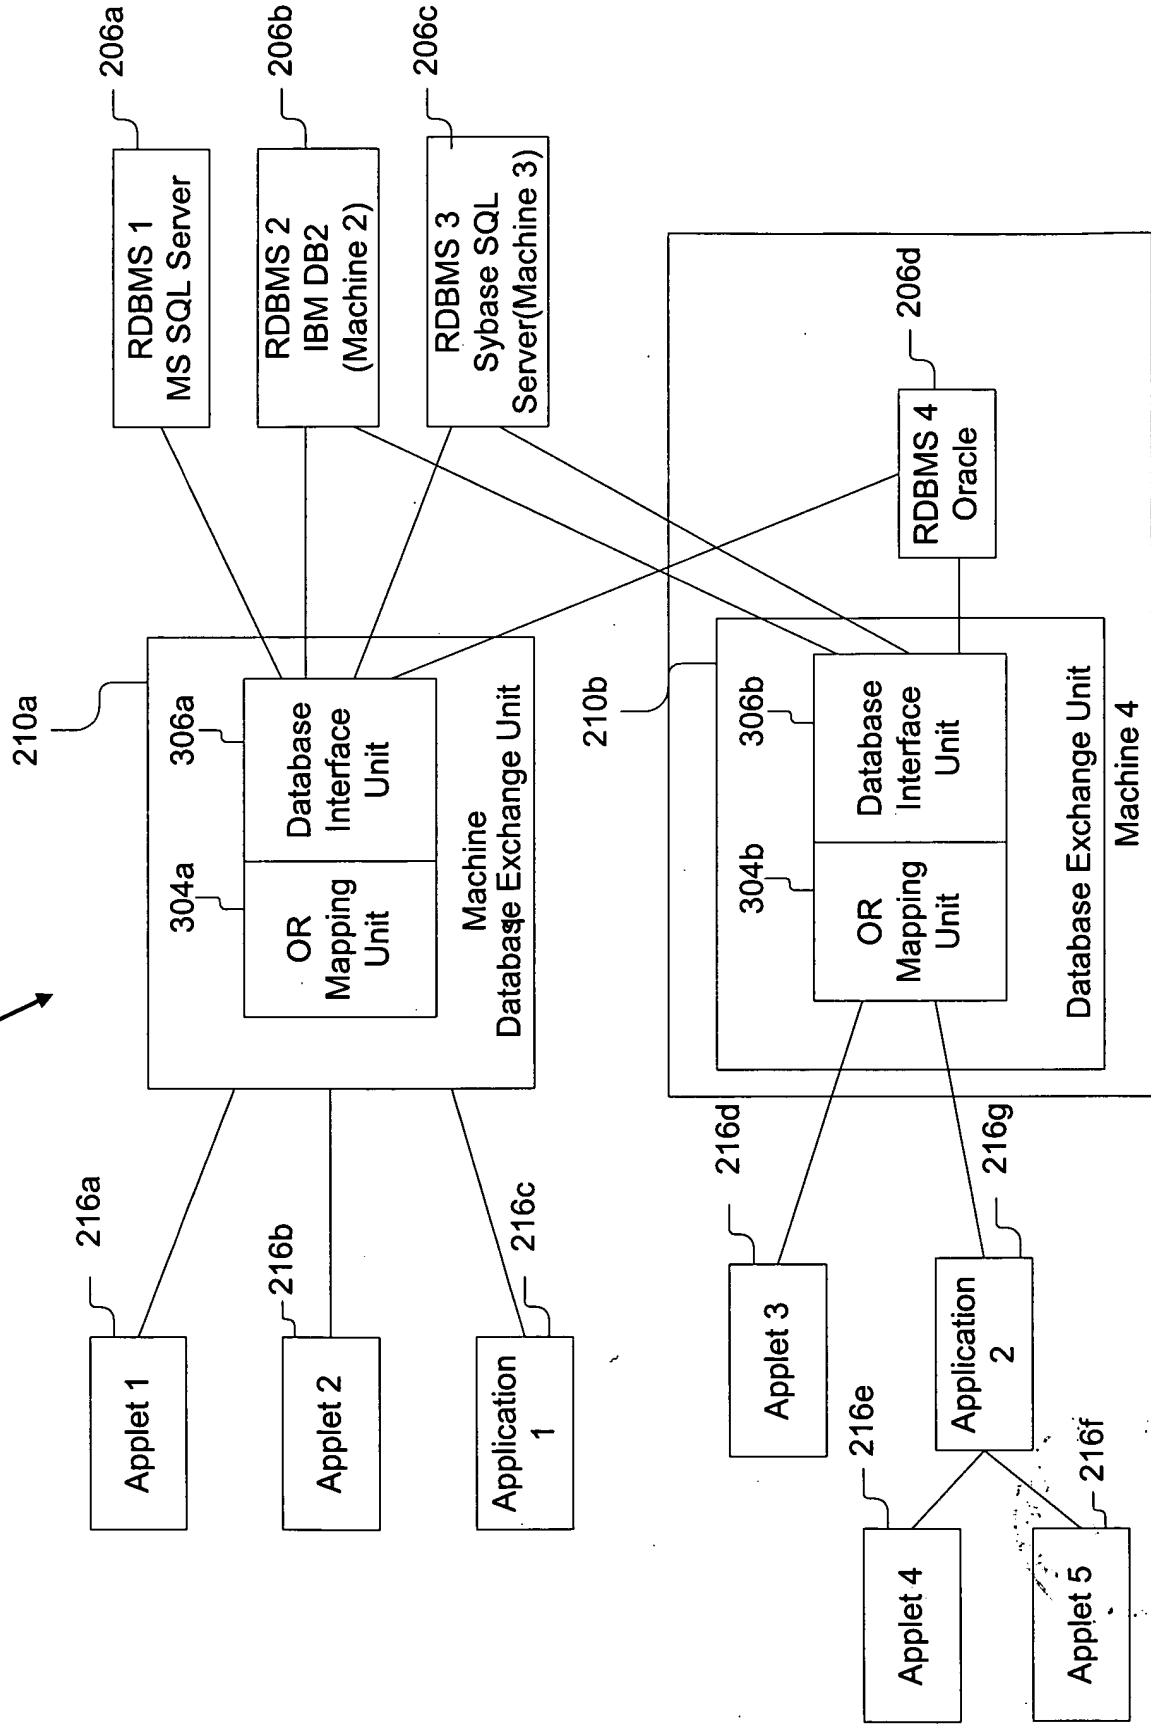 216a
Applet 1
216b
Applet 2
216c
Application
1
210a
304a
306a
OR
Mapping
Unit
Database
Interface
Unit
Machine
Database Exchange Unit
206a
RDBMS 1
MS SQL Server
206b
RDBMS 2
IBM DB2
(Machine 2)
206c
RDBMS 3
Sybase SQL
Server(Machine 3)
216d
Applet 3
216g
Application
2
216e
Applet 4
216f
Applet 5
210b
304b
306b
OR
Mapping
Unit
Database
Interface
Unit
Database Exchange Unit
Machine 4
206d
RDBMS 4
Oracle